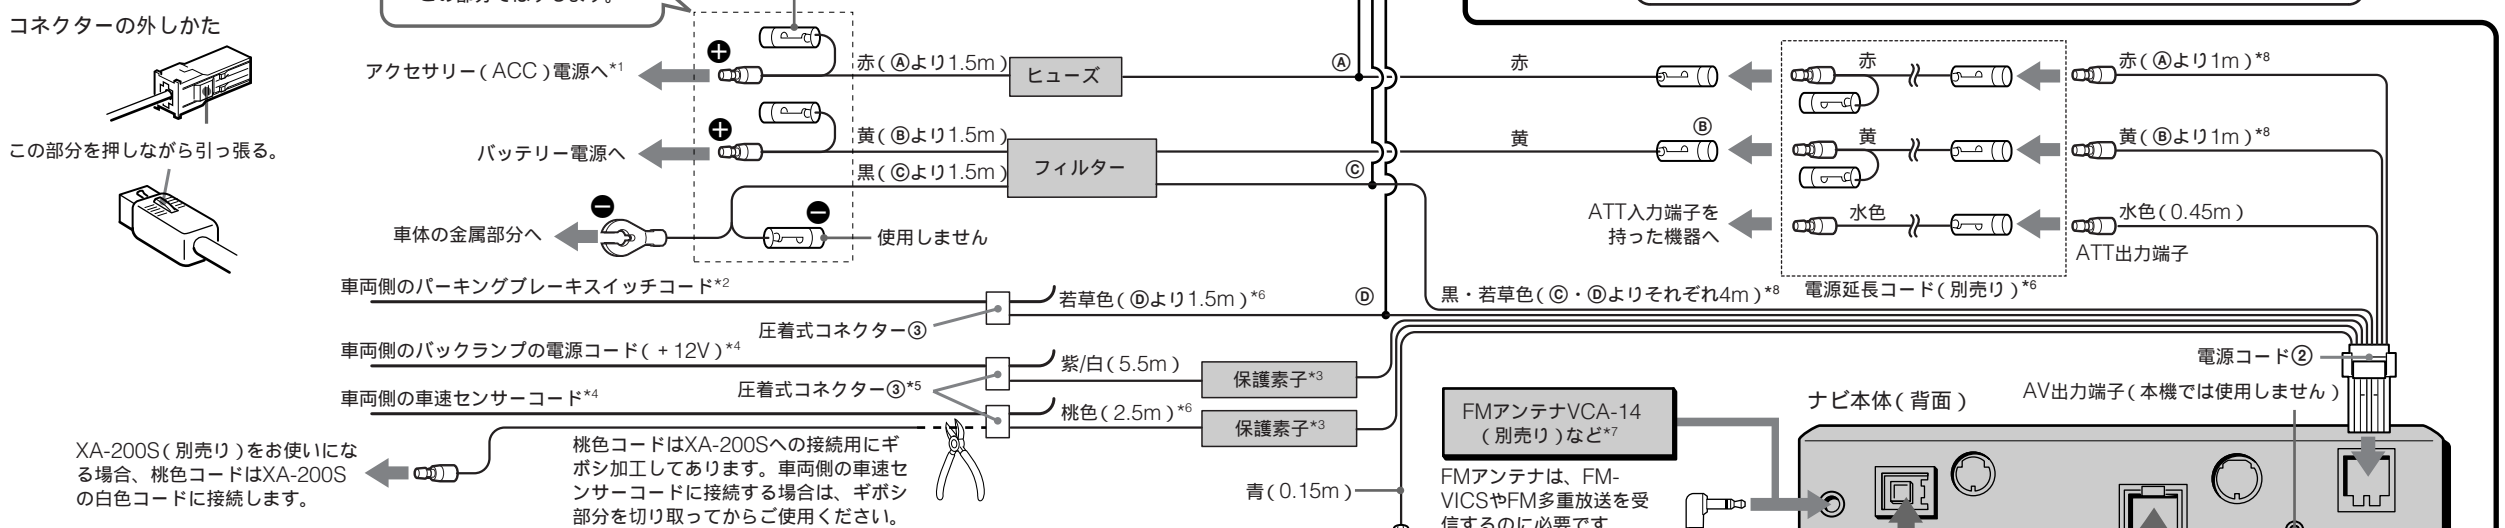 コネクターの外しかた
この部分を押しながら引っ張る。
アクセサリー(ACC)電源へ*1
赤(Ⓐより1.5m)
ヒューズ
Ⓐ
赤
赤
赤(Ⓐより1m)*8
バッテリー電源へ
黄(Ⓑより1.5m)
フィルター
黄
Ⓑ
黄
黄(Ⓑより1m)*8
黒(Ⓒより1.5m)
Ⓒ
車体の金属部分へ
使用しません
ATT入力端子を
持った機器へ
水色
水色(0.45m)
ATT出力端子
電源延長コード(別売り)*6
車両側のパーキングブレーキスイッチコード*2
若草色(Ⓓより1.5m)*6
Ⓓ
黒・若草色(Ⓒ・Ⓓよりそれぞれ4m)*8
圧着式コネクター③
車両側のバックランプの電源コード(+12V)*4
紫/白(5.5m)
保護素子*3
圧着式コネクター③*5
車両側の車速センサーコード*4
桃色(2.5m)*6
保護素子*3
XA-200S(別売り)をお使いにな
る場合、桃色コードはXA-200S
の白色コードに接続します。
桃色コードはXA-200Sへの接続用にギ
ボシ加工してあります。車両側の車速セ
ンサーコードに接続する場合は、ギボシ
部分を切り取ってからご使用ください。
青(0.15m)
FMアンテナVCA-14
(別売り)など*7
FMアンテナは、FM-
VICSやFM多重放送を受
信するのに必要です
電源コード②
AV出力端子(本機では使用しません)
ナビ本体(背面)